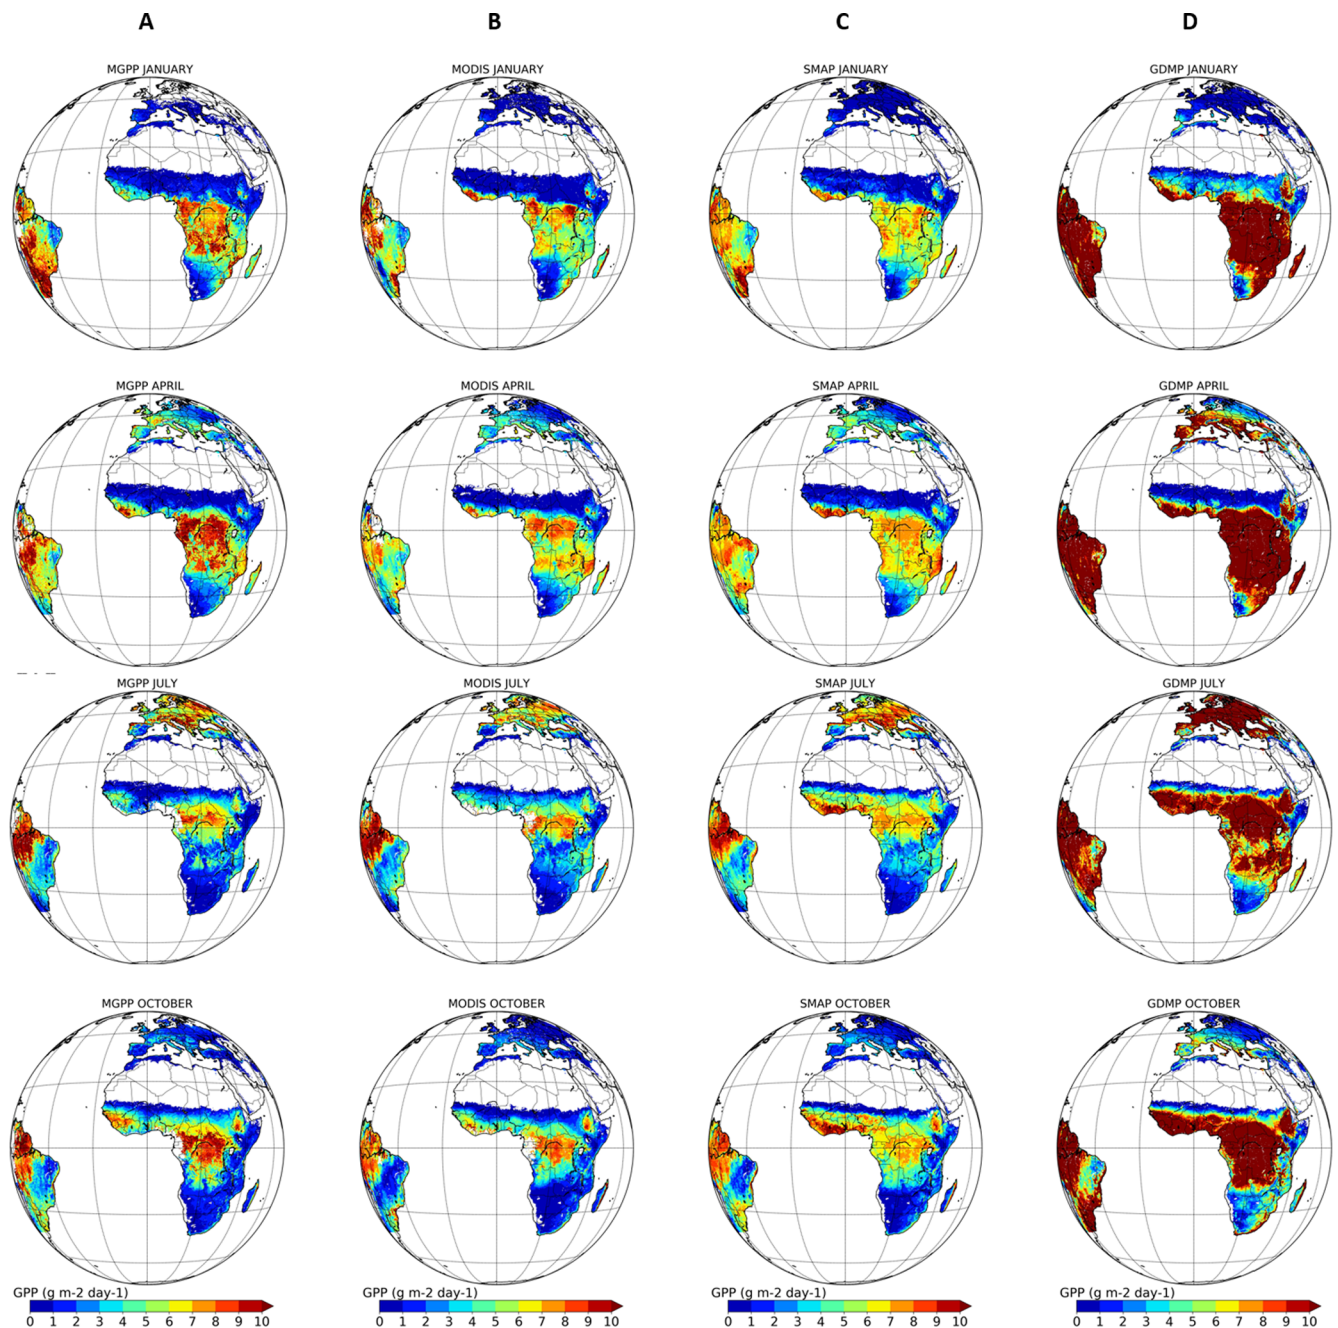 A B C D
MGPP JANUARY MODIS JANUARY SMAP JANUARY GDMP JANUARY
MGPP APRIL MODIS APRIL SMAP APRIL GDMP APRIL
MGPP JULY MODIS JULY SMAP JULY GDMP JULY
MGPP OCTOBER MODIS OCTOBER SMAP OCTOBER GDMP OCTOBER
GPP (g m-2 day-1) GPP (g m-2 day-1) GPP (g m-2 day-1) GPP (g m-2 day-1)
0 1 2 3 4 5 6 7 8 9 10 0 1 2 3 4 5 6 7 8 9 10 0 1 2 3 4 5 6 7 8 9 10 0 1 2 3 4 5 6 7 8 9 10